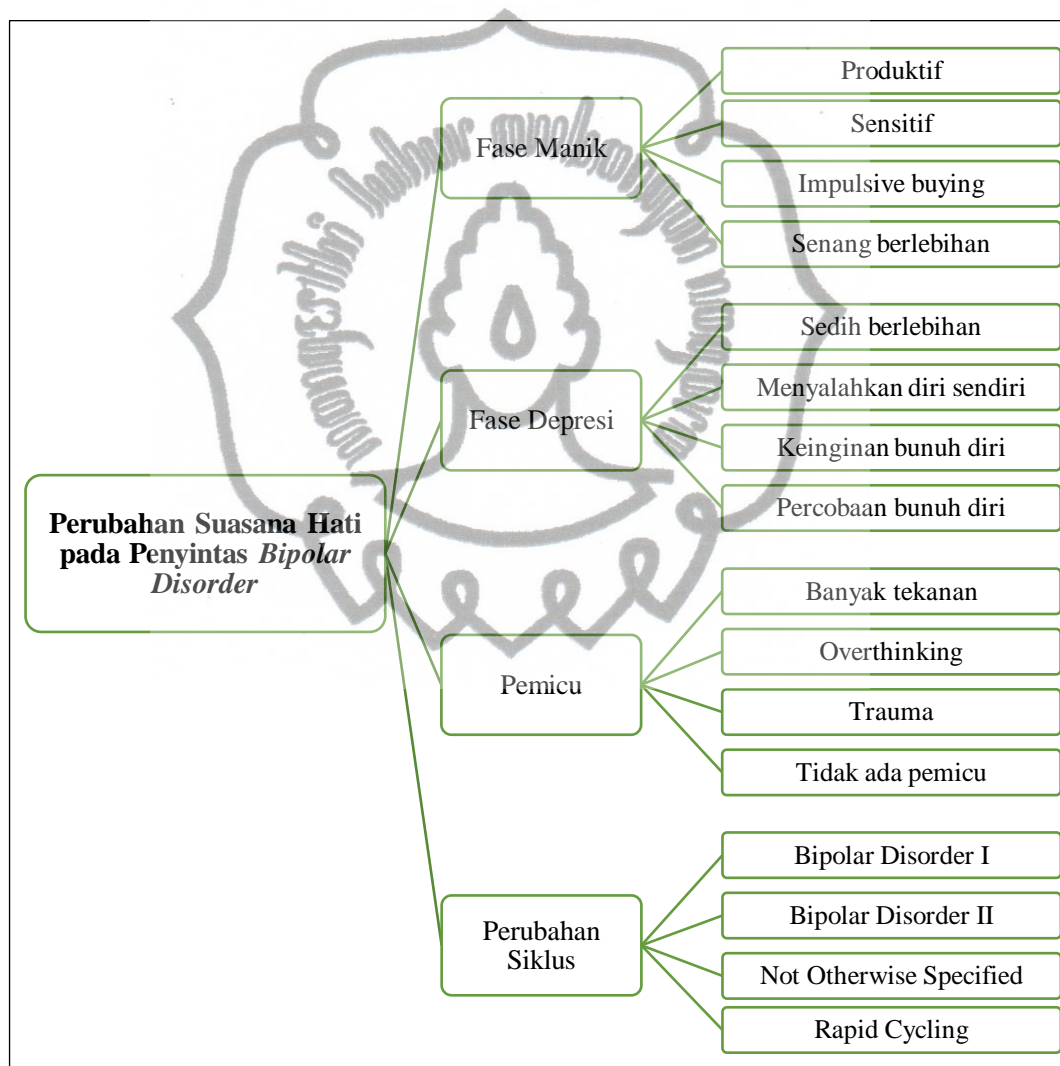 Perubahan Suasana Hati
pada Penyintas Bipolar
Disorder
Fase Manik
Produktif
Sensitif
Impulsive buying
Senang berlebihan
Fase Depresi
Sedih berlebihan
Menyalahkan diri sendiri
Keinginan bunuh diri
Percobaan bunuh diri
Pemicu
Banyak tekanan
Overthinking
Trauma
Tidak ada pemicu
Perubahan
Siklus
Bipolar Disorder I
Bipolar Disorder II
Not Otherwise Specified
Rapid Cycling